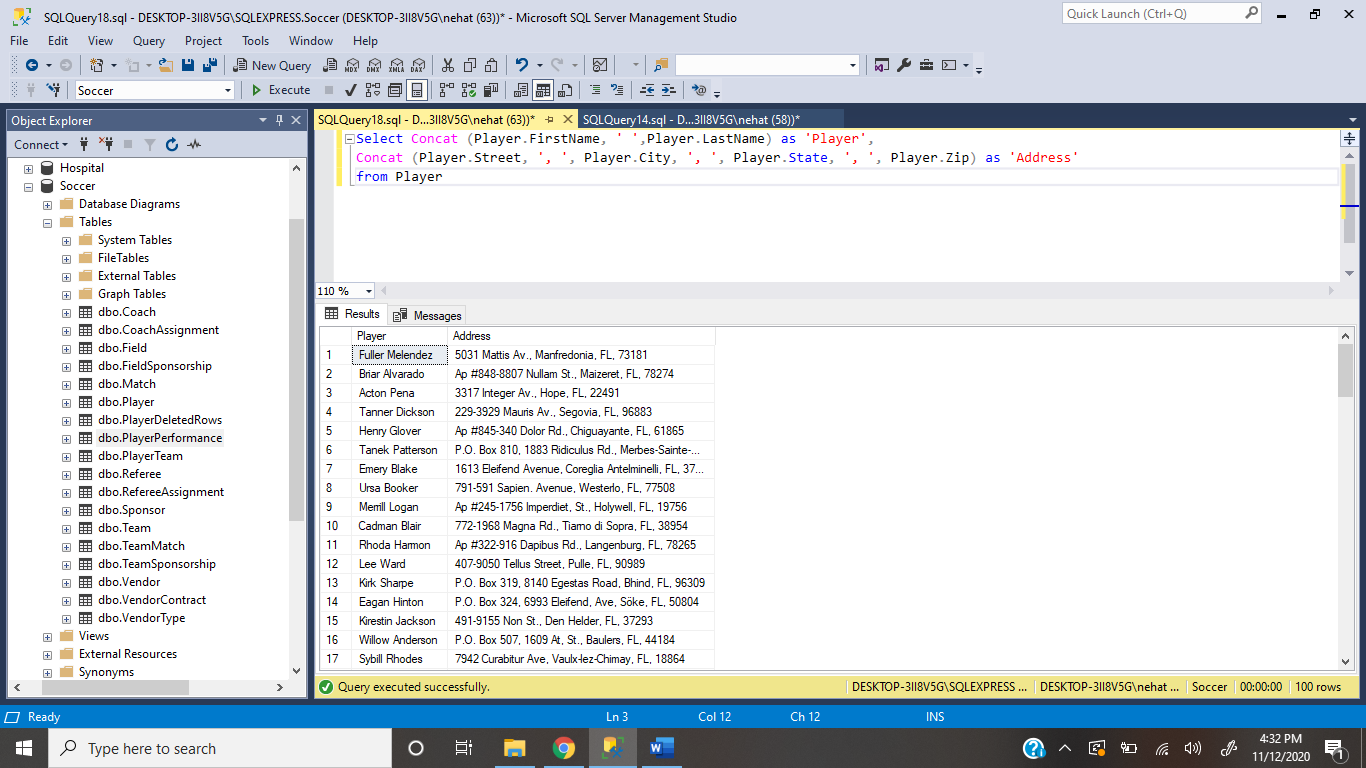 SQLQuery18.sql - DESKTOP-3II8V5G\SQLEXPRESS.Soccer (DESKTOP-3II8V5G\nehat (63))* - Microsoft SQL Server Management Studio
Quick Launch (Ctrl+Q)
File Edit View Query Project Tools Window Help
New Query MDX DMX XMLA DAX
Soccer Execute
Object Explorer
Connect
Hospital
Soccer
Database Diagrams
Tables
System Tables
FileTables
External Tables
Graph Tables
dbo.Coach
dbo.CoachAssignment
dbo.Field
dbo.FieldSponsorship
dbo.Match
dbo.Player
dbo.PlayerDeletedRows
dbo.PlayerPerformance
dbo.PlayerTeam
dbo.Referee
dbo.RefereeAssignment
dbo.Sponsor
dbo.Team
dbo.TeamMatch
dbo.TeamSponsorship
dbo.Vendor
dbo.VendorContract
dbo.VendorType
Views
External Resources
Synonyms
SQLQuery18.sql - D...3II8V5G\nehat (63))* SQLQuery14.sql - D...3II8V5G\nehat (58))*
Select Concat (Player.FirstName, ' ',Player.LastName) as 'Player',
Concat (Player.Street, ', ', Player.City, ', ', Player.State, ', ', Player.Zip) as 'Address'
from Player
110 %
Results Messages
Player Address
1 Fuller Melendez 5031 Mattis Av., Manfredonia, FL, 73181
2 Briar Alvarado Ap #848-8807 Nullam St., Maizeret, FL, 78274
3 Acton Pena 3317 Integer Av., Hope, FL, 22491
4 Tanner Dickson 229-3929 Mauris Av., Segovia, FL, 96883
5 Henry Glover Ap #845-340 Dolor Rd., Chiguayante, FL, 61865
6 Tanek Patterson P.O. Box 810, 1883 Ridiculus Rd., Merbes-Sainte-...
7 Emery Blake 1613 Eleifend Avenue, Coreglia Antelminelli, FL, 37...
8 Ursa Booker 791-591 Sapien. Avenue, Westerlo, FL, 77508
9 Merrill Logan Ap #245-1756 Imperdiet, St., Holywell, FL, 19756
10 Cadman Blair 772-1968 Magna Rd., Tiarno di Sopra, FL, 38954
11 Rhoda Harmon Ap #322-916 Dapibus Rd., Langenburg, FL, 78265
12 Lee Ward 407-9050 Tellus Street, Pulle, FL, 90989
13 Kirk Sharpe P.O. Box 319, 8140 Egestas Road, Bhind, FL, 96309
14 Eagan Hinton P.O. Box 324, 6993 Eleifend, Ave, Söke, FL, 50804
15 Kirestin Jackson 491-9155 Non St., Den Helder, FL, 37293
16 Willow Anderson P.O. Box 507, 1609 At, St., Baulers, FL, 44184
17 Sybill Rhodes 7942 Curabitur Ave, Vaulx-lez-Chimay, FL, 18864
Query executed successfully. DESKTOP-3II8V5G\SQLEXPRESS ... DESKTOP-3II8V5G\nehat ... Soccer 00:00:00 100 rows
Ready Ln 3 Col 12 Ch 12 INS
Type here to search
4:32 PM
11/12/2020
1